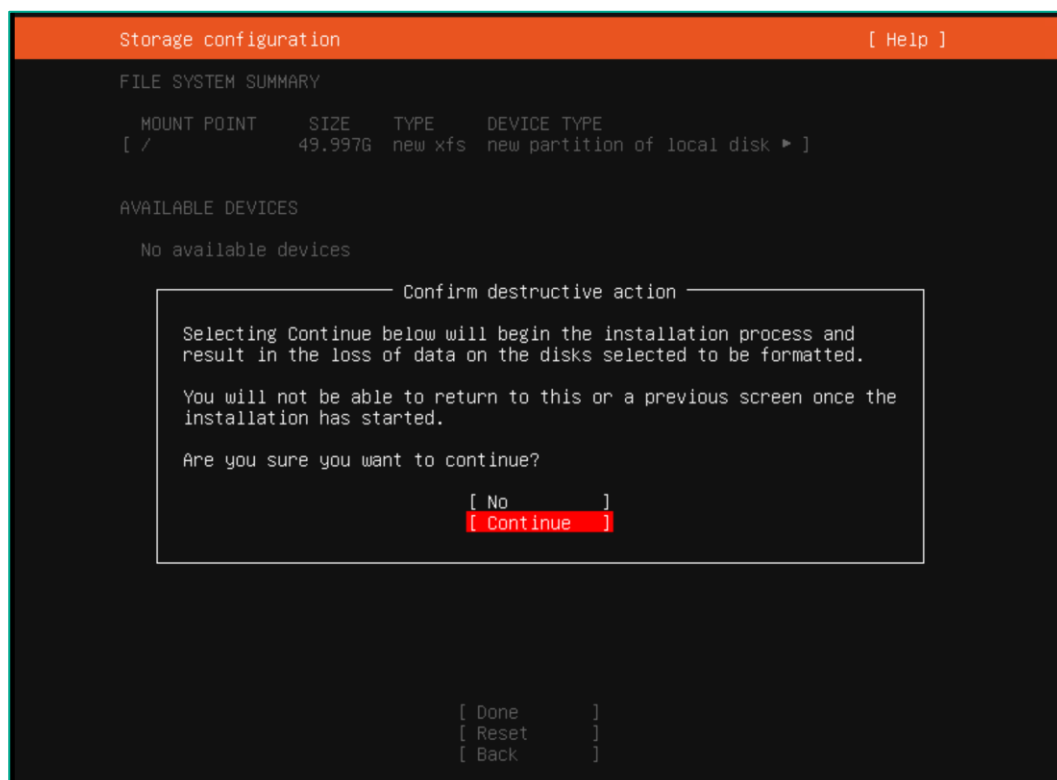 Storage configuration [ Help ]
FILE SYSTEM SUMMARY
MOUNT POINT SIZE TYPE DEVICE TYPE
[ / 49.997G new xfs new partition of local disk ▸ ]
AVAILABLE DEVICES
No available devices
Confirm destructive action
Selecting Continue below will begin the installation process and
result in the loss of data on the disks selected to be formatted.
You will not be able to return to this or a previous screen once the
installation has started.
Are you sure you want to continue?
[ No ]
[ Continue ]
[ Done ]
[ Reset ]
[ Back ]